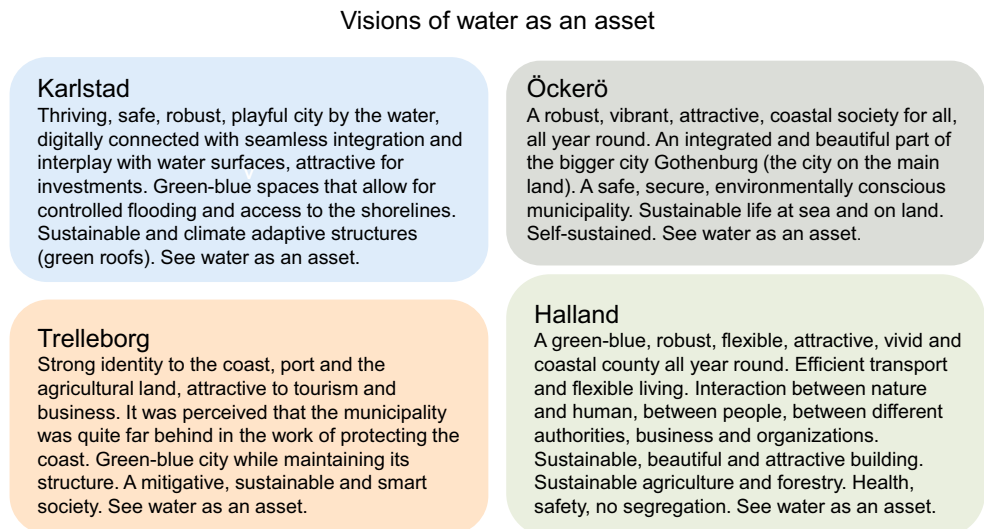 Visions of water as an asset
Karlstad
Thriving, safe, robust, playful city by the water,
digitally connected with seamless integration and
interplay with water surfaces, attractive for
investments. Green-blue spaces that allow for
controlled flooding and access to the shorelines.
Sustainable and climate adaptive structures
(green roofs). See water as an asset.
Öckerö
A robust, vibrant, attractive, coastal society for all,
all year round. An integrated and beautiful part of
the bigger city Gothenburg (the city on the main
land). A safe, secure, environmentally conscious
municipality. Sustainable life at sea and on land.
Self-sustained. See water as an asset.
Trelleborg
Strong identity to the coast, port and the
agricultural land, attractive to tourism and
business. It was perceived that the municipality
was quite far behind in the work of protecting the
coast. Green-blue city while maintaining its
structure. A mitigative, sustainable and smart
society. See water as an asset.
Halland
A green-blue, robust, flexible, attractive, vivid and
coastal county all year round. Efficient transport
and flexible living. Interaction between nature
and human, between people, between different
authorities, business and organizations.
Sustainable, beautiful and attractive building.
Sustainable agriculture and forestry. Health,
safety, no segregation. See water as an asset.